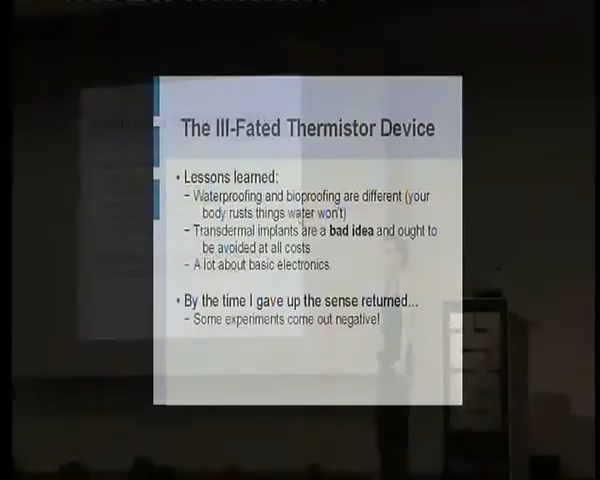 The Ill-Fated Thermistor Device
• Lessons learned:
– Waterproofing and bioproofing are different (your
body rusts things water won't)
– Transdermal implants are a bad idea and ought to
be avoided at all costs
– A lot about basic electronics
• By the time I gave up the sense returned...
– Some experiments come out negative!